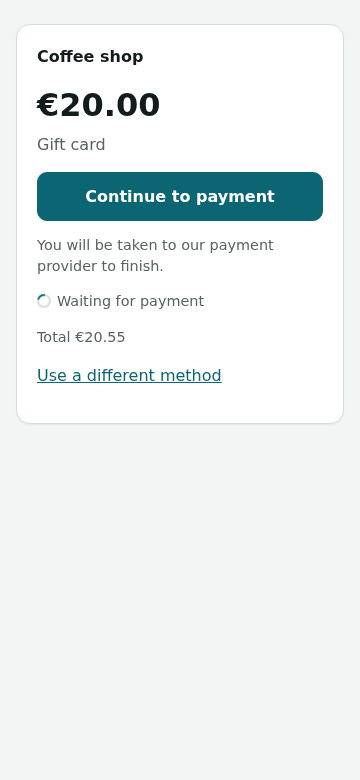 Coffee shop
€20.00
Gift card
Continue to payment
You will be taken to our payment
provider to finish.
Waiting for payment
Total €20.55
Use a different method